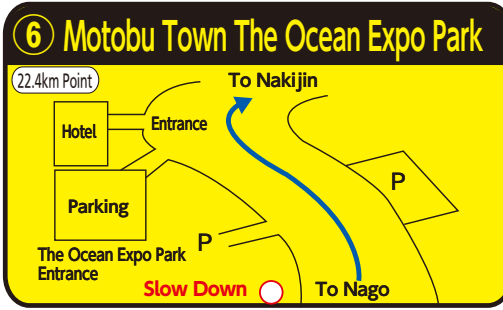 ⑥ Motobu Town The Ocean Expo Park
22.4km Point
To Nakijin
Hotel
Entrance
P
Parking
The Ocean Expo Park
Entrance
P
Slow Down
To Nago